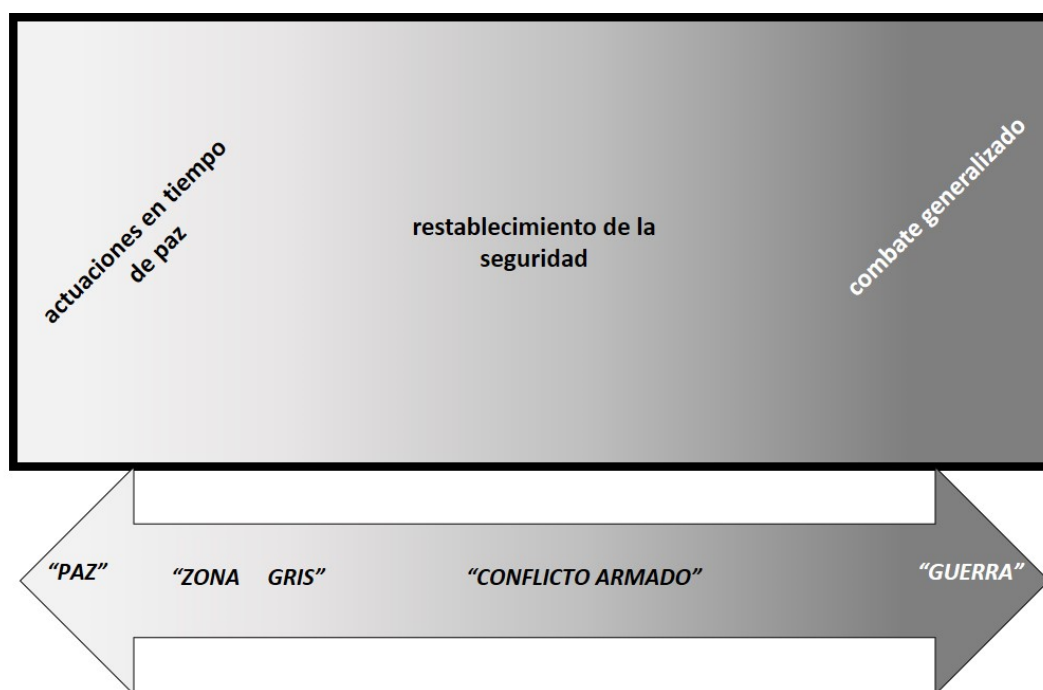 actuaciones en tiempo
de paz
restablecimiento de la
seguridad
combate generalizado
“PAZ”
“ZONA GRIS”
“CONFLICTO ARMADO”
“GUERRA”